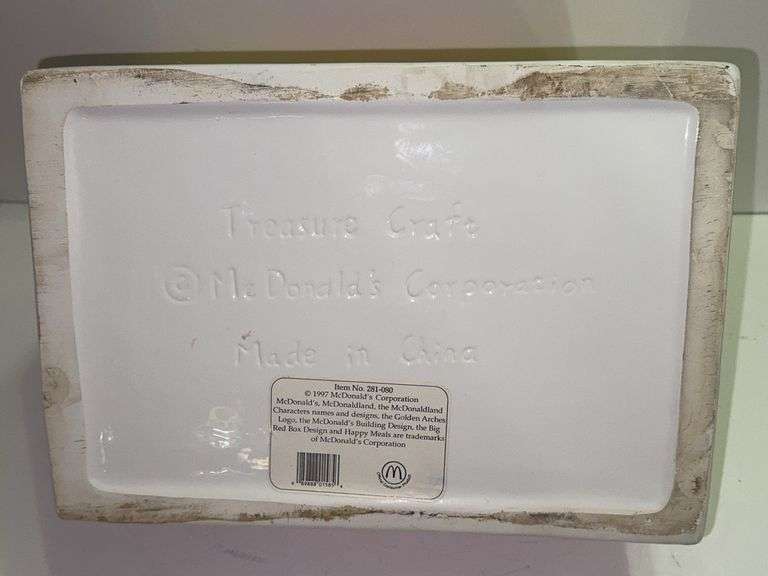 Treasure Craft
© McDonald's Corporation
Made in China
Item No. 281-080
© 1997 McDonald's Corporation
McDonald's, McDonaldland, the McDonaldland
Characters names and designs, the Golden Arches
Logo, the McDonald's Building Design, the Big
Red Box Design and Happy Meals are trademarks
of McDonald's Corporation